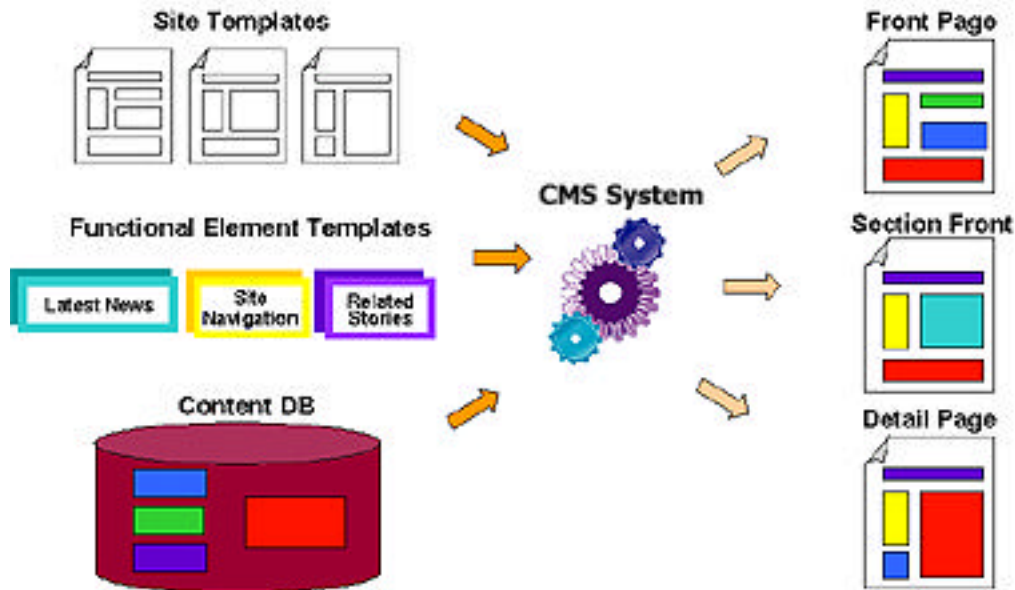 Site Templates
Front Page
CMS System
Functional Element Templates
Section Front
Latest News
Site
Navigation
Related
Stories
Content DB
Detail Page